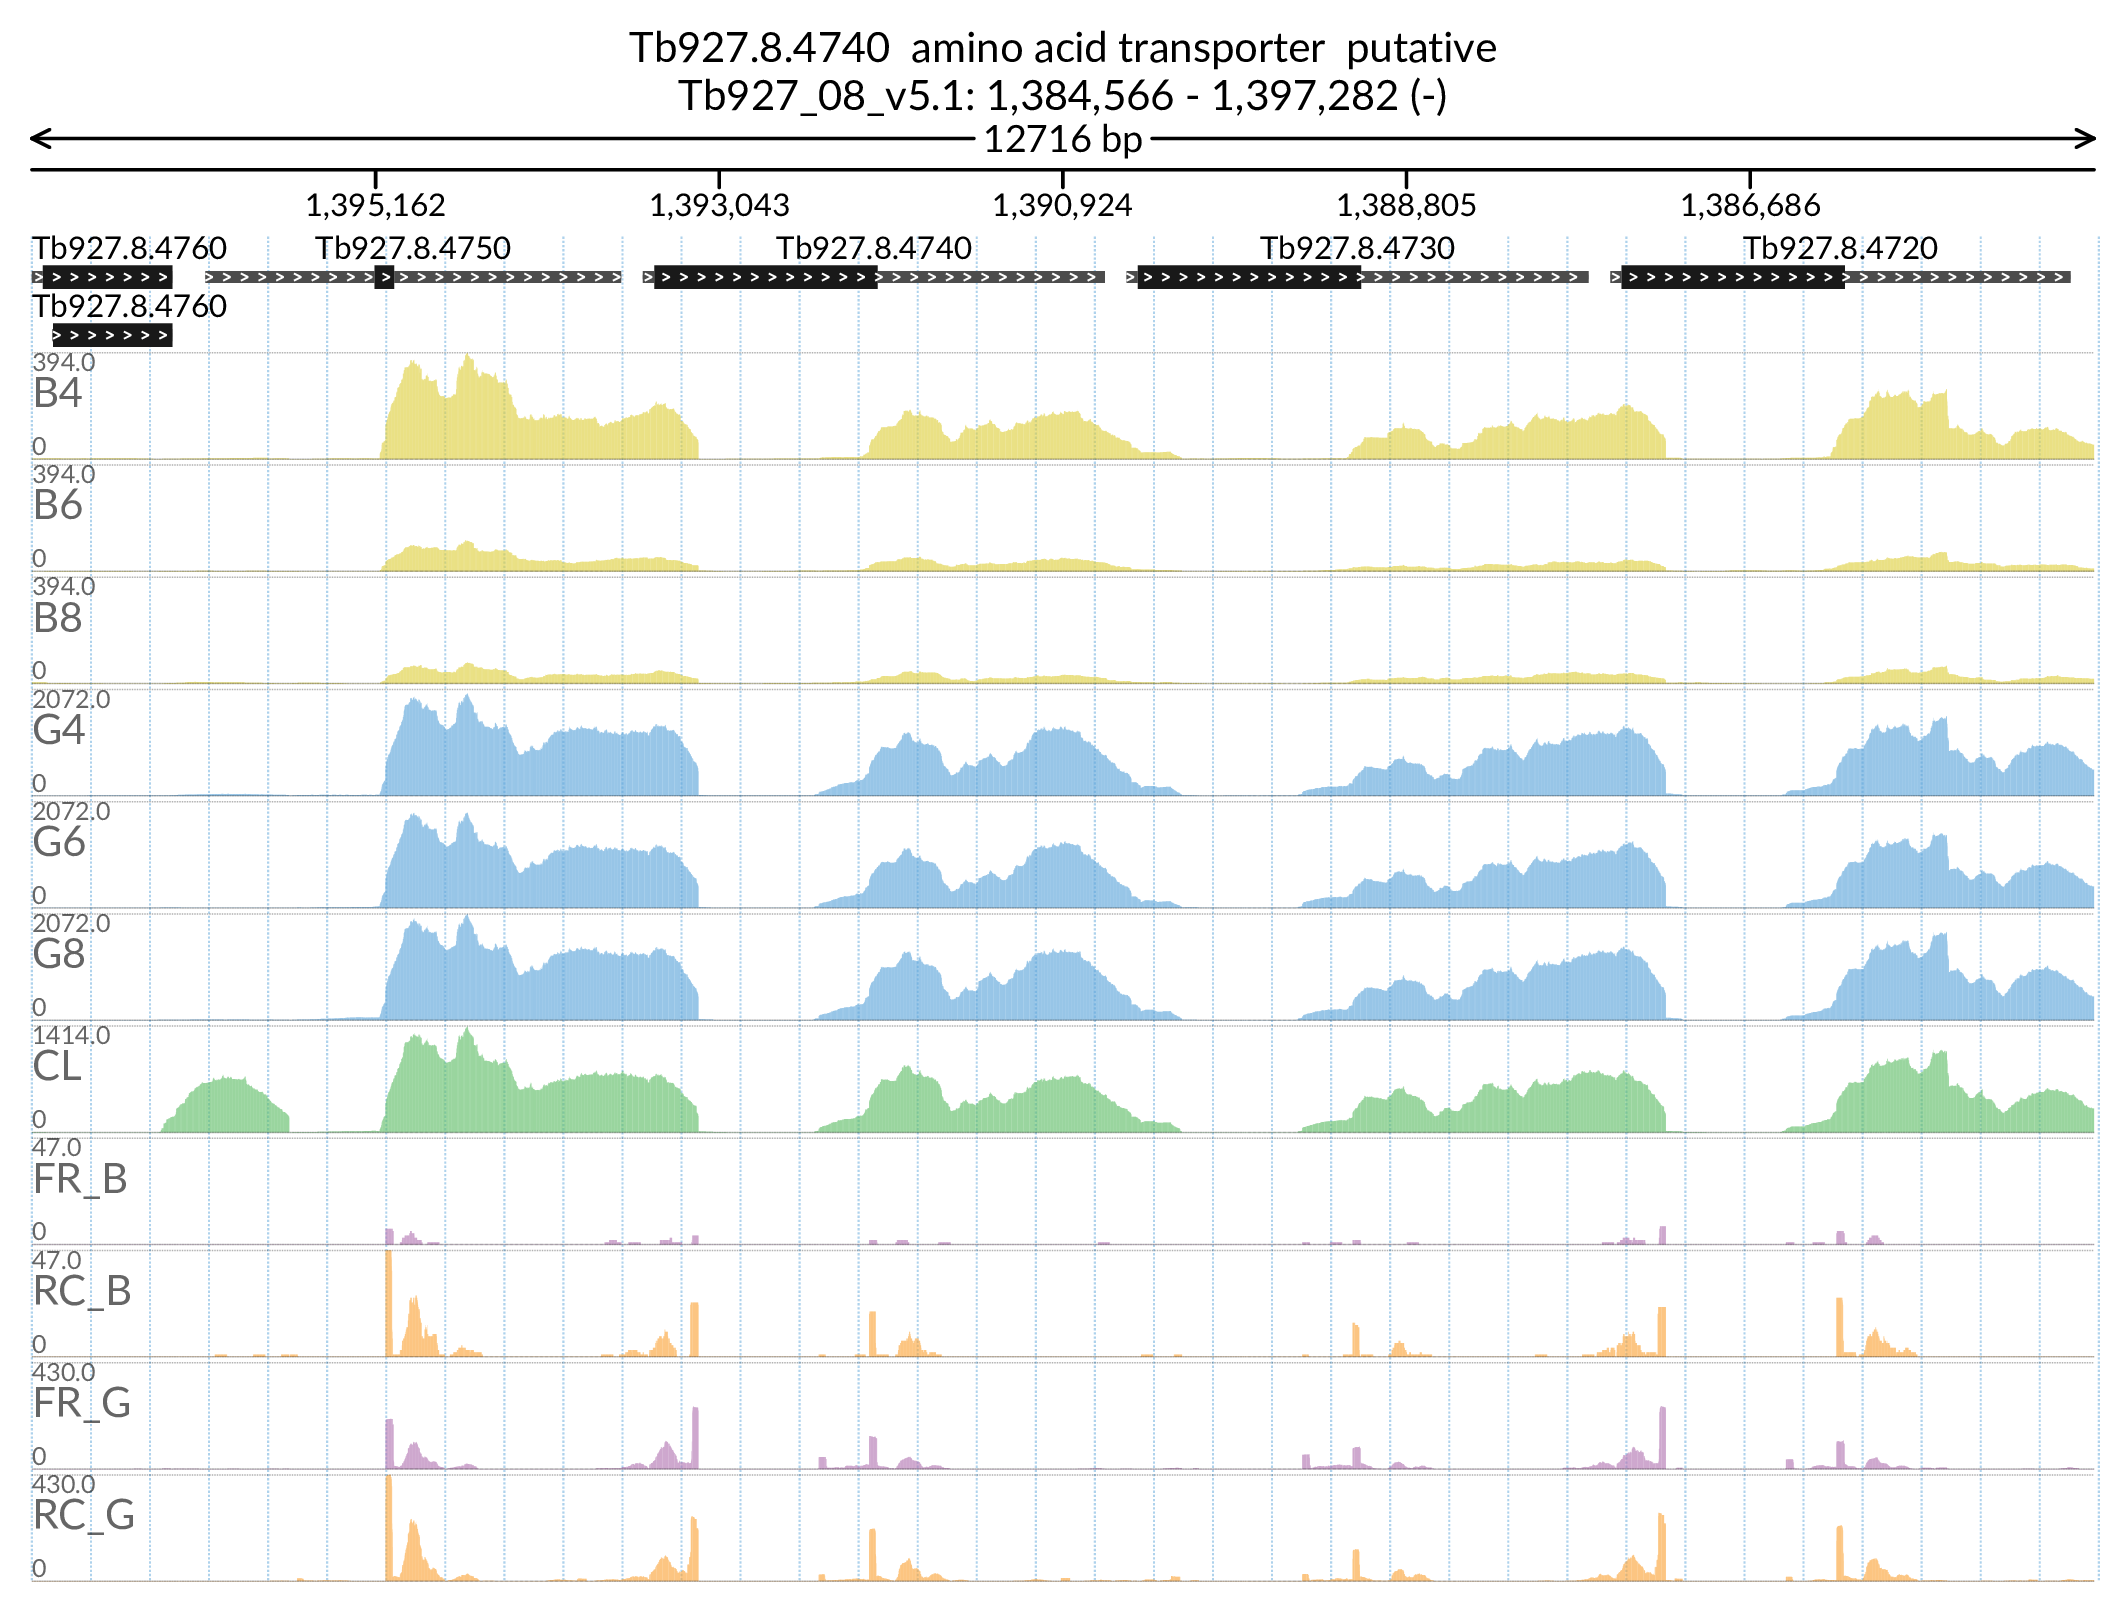 Tb927.8.4740 amino acid transporter putative
Tb927_08_v5.1: 1,384,566 - 1,397,282 (-)
12716 bp
1,395,162 1,393,043 1,390,924 1,388,805 1,386,686
Tb927.8.4760 Tb927.8.4750 Tb927.8.4740 Tb927.8.4730 Tb927.8.4720
Tb927.8.4760
394.0
B4
0
394.0
B6
0
394.0
B8
0
2072.0
G4
0
2072.0
G6
0
2072.0
G8
0
1414.0
CL
0
47.0
FR_B
0
47.0
RC_B
0
430.0
FR_G
0
430.0
RC_G
0